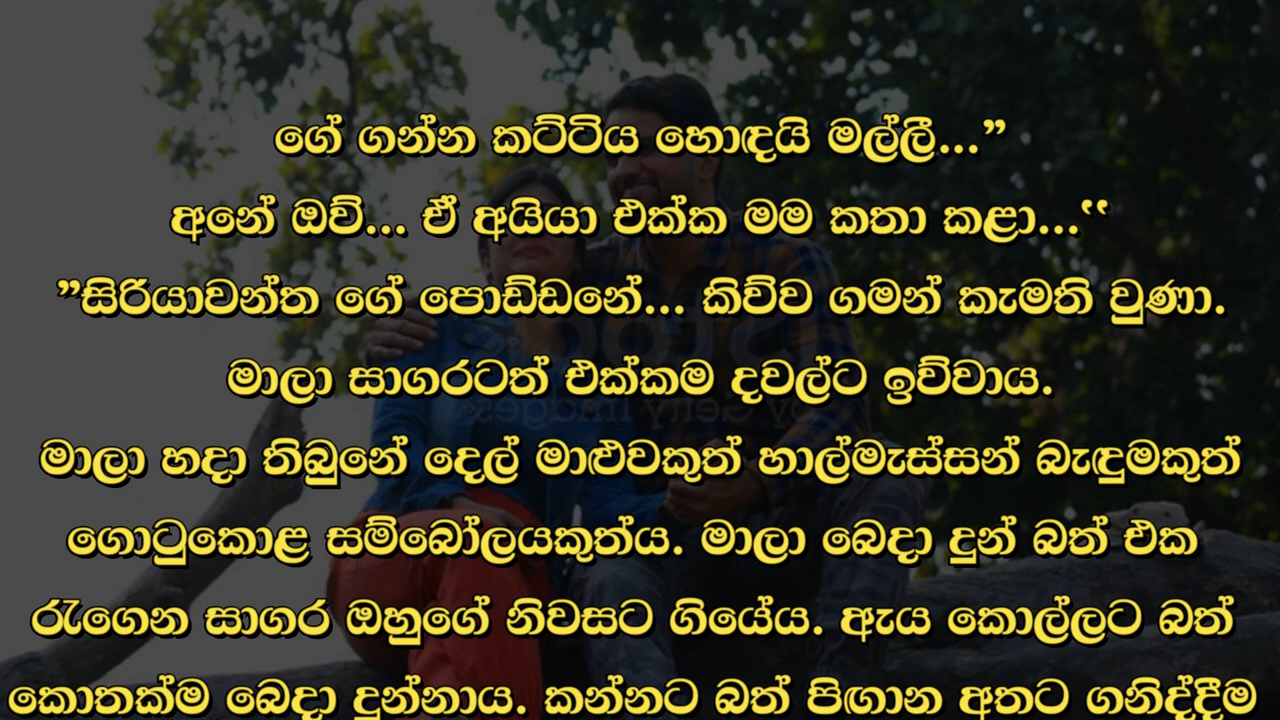 ගේ ගන්න කට්ටිය හොඳයි මල්ලී...”
අනේ ඔව්... ඒ අයියා එක්ක මම කතා කළා...‛‛
”සිරියාවන්ත ගේ පොඩ්ඩනේ... කිව්ව ගමන් කැමති වුණා.
මාලා සාගරටත් එක්කම දවල්ට ඉව්වාය.
මාලා හදා තිබුනේ දෙල් මාළුවකුත් හාල්මැස්සන් බැඳුමකුත්
ගොටුකොළ සම්බෝලයකුත්ය. මාලා බෙදා දුන් බත් එක
රැගෙන සාගර ඔහුගේ නිවසට ගියේය. ඇය කොල්ලට බත්
කොතක්ම බෙදා දුන්නාය. කන්නට බත් පිඟාන අතට ගනිද්දීම